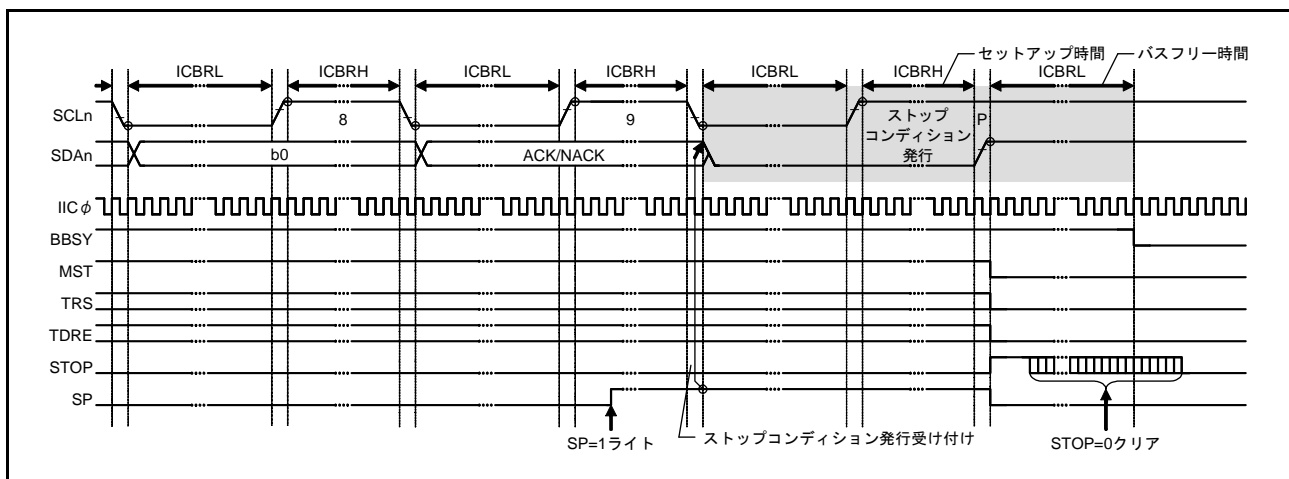 セットアップ時間 バスフリー時間
ICBRL ICBRH ICBRL ICBRH ICBRL ICBRH ICBRL
SCLn 8 9 ストップ P
コンディション
発行
SDAn b0 ACK/NACK
IICφ
BBSY
MST
TRS
TDRE
STOP
SP
SP=1ライト ストップコンディション発行受け付け STOP=0クリア